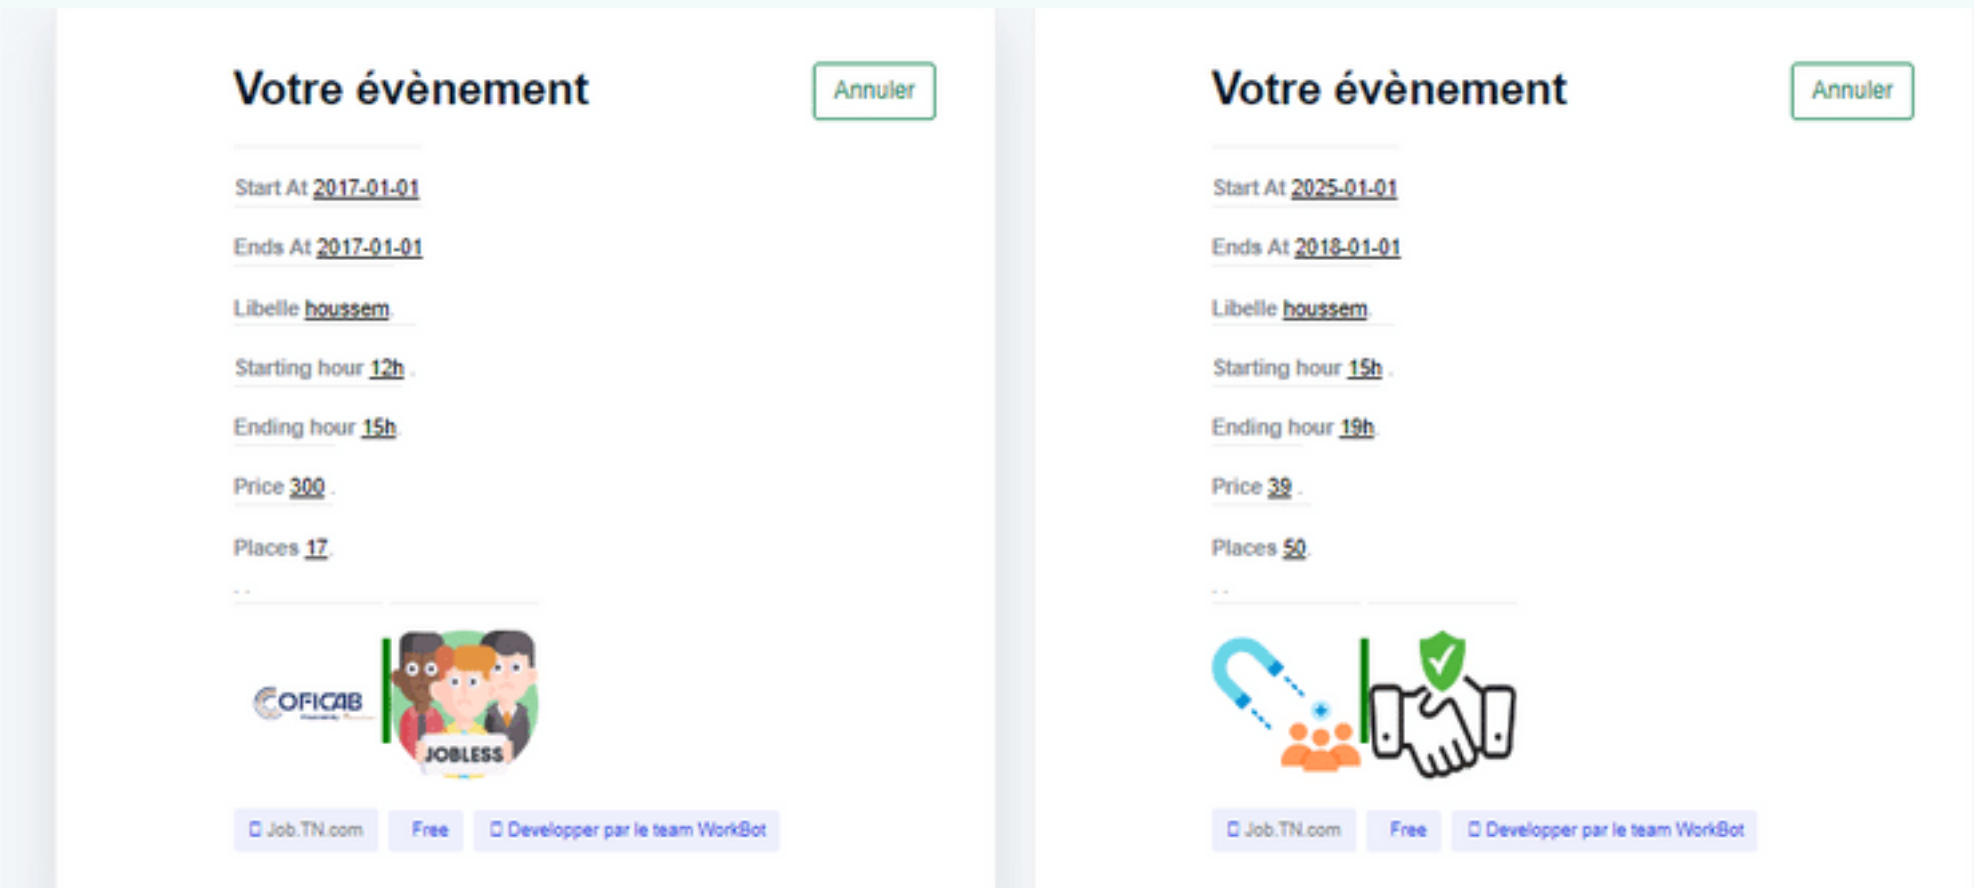 Votre évènement
Annuler
Start At 2017-01-01
Ends At 2017-01-01
Libelle houssem.
Starting hour 12h .
Ending hour 15h.
Price 300 .
Places 17.
- -
COFICAB
JOBLESS
Job.TN.com
Free
Developper par le team WorkBot
Votre évènement
Annuler
Start At 2025-01-01
Ends At 2018-01-01
Libelle houssem.
Starting hour 15h .
Ending hour 19h.
Price 39 .
Places 50.
- -
Job.TN.com
Free
Developper par le team WorkBot